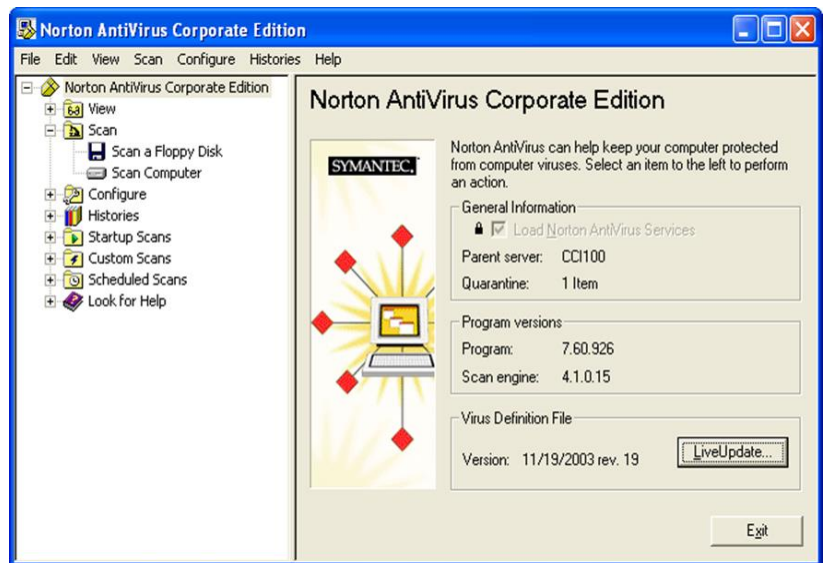 Norton AntiVirus Corporate Edition
File Edit View Scan Configure Histories Help
Norton AntiVirus Corporate Edition
View
Scan
Scan a Floppy Disk
Scan Computer
Configure
Histories
Startup Scans
Custom Scans
Scheduled Scans
Look for Help
Norton AntiVirus Corporate Edition
SYMANTEC.
Norton AntiVirus can help keep your computer protected
from computer viruses. Select an item to the left to perform
an action.
General Information
Load Norton AntiVirus Services
Parent server: CCI100
Quarantine: 1 Item
Program versions
Program: 7.60.926
Scan engine: 4.1.0.15
Virus Definition File
Version: 11/19/2003 rev. 19
LiveUpdate...
Exit